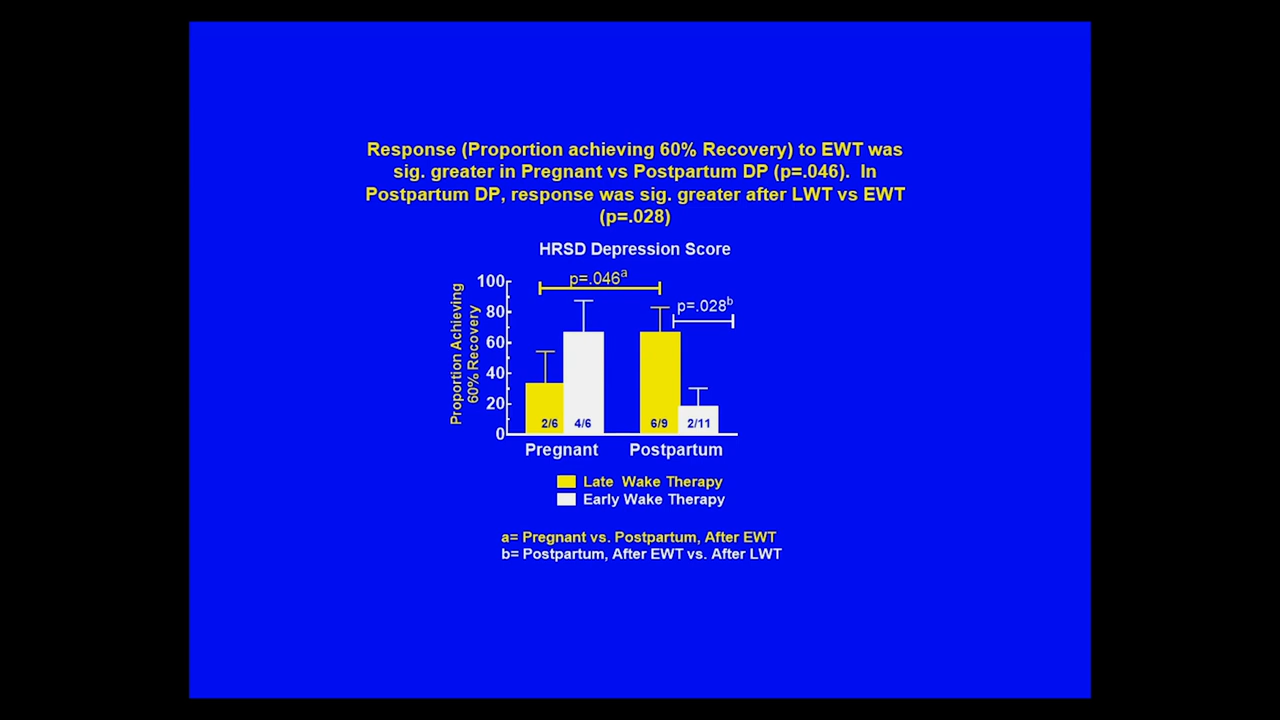 Response (Proportion achieving 60% Recovery) to EWT was
sig. greater in Pregnant vs Postpartum DP (p=.046).  In
Postpartum DP, response was sig. greater after LWT vs EWT
(p=.028)
HRSD Depression Score
Proportion Achieving
60% Recovery
100
80
60
40
20
0
p=.046a
p=.028b
2/6
4/6
6/9
2/11
Pregnant
Postpartum
Late  Wake Therapy
Early Wake Therapy
a= Pregnant vs. Postpartum, After EWT
b= Postpartum, After EWT vs. After LWT